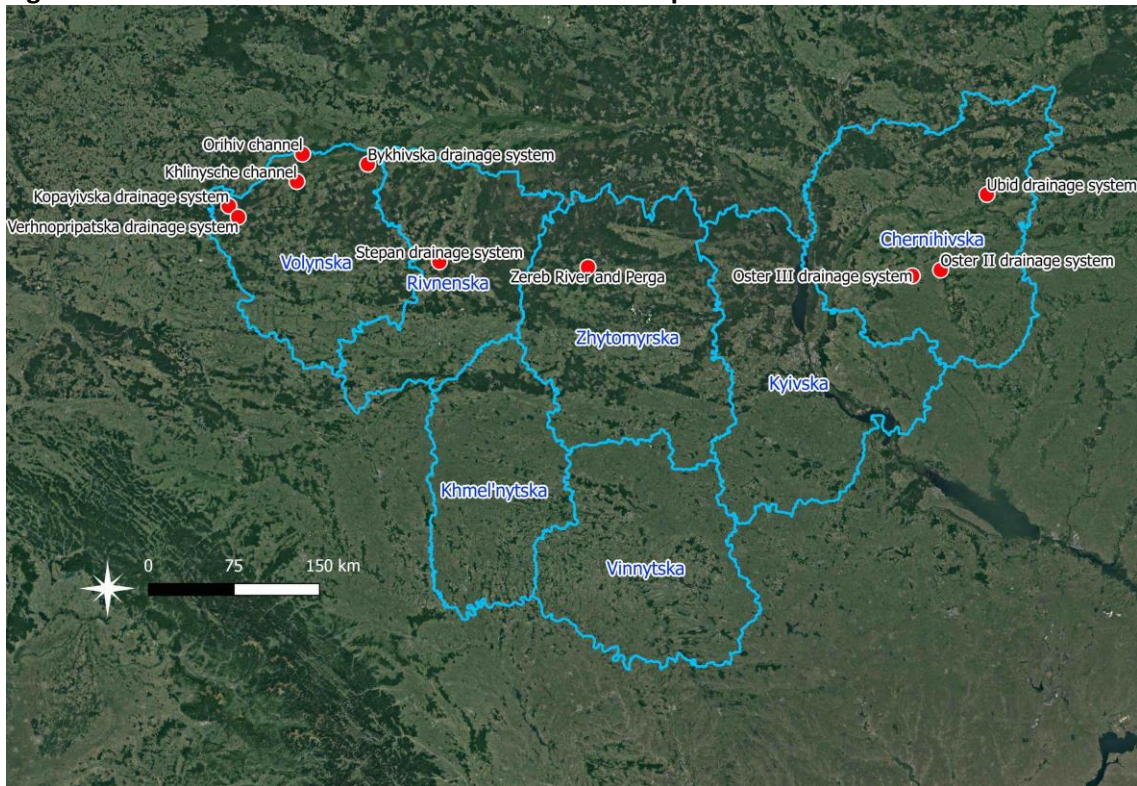 Orihiv channel
Bykhivska drainage system
Khlinysche channel
Kopayivska drainage system
Ubid drainage system
Verhnopripatska drainage system
Chernihivska
Stepan drainage system
Volynska
Oster II drainage system
Zereb River and Perga
Oster III drainage system
Rivnenska
Zhytomyrska
Kyivska
Khmel'nytska
0 75 150 km
Vinnytska